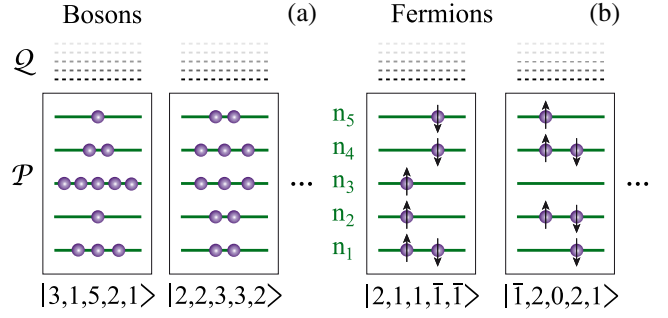 Bosons (a) Fermions (b)
𝒬
n₅
n₄
𝒫 n₃ ... ...
n₂
n₁
|3,1,5,2,1⟩ |2,2,3,3,2⟩ |2,1,1,1̅,1̅⟩ |1̅,2,0,2,1⟩